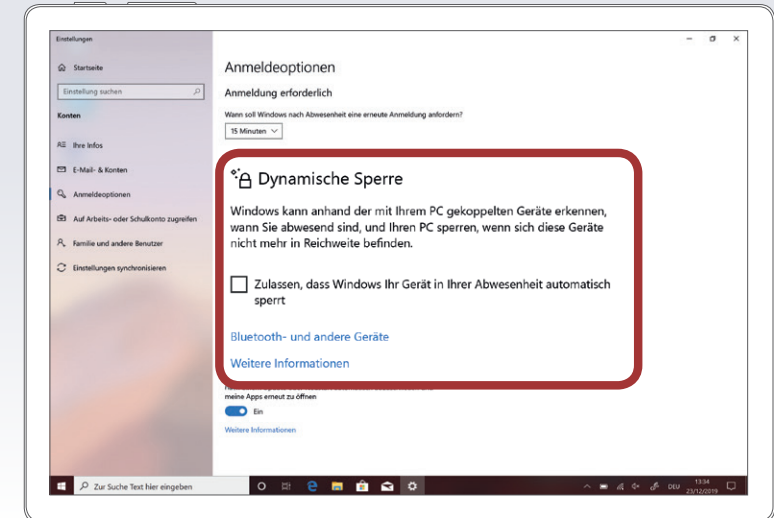 Einstellungen
Startseite
Einstellung suchen
Konten
Ihre Infos
E-Mail- & Konten
Anmeldeoptionen
Auf Arbeits- oder Schulkonto zugreifen
Familie und andere Benutzer
Einstellungen synchronisieren
Anmeldeoptionen
Anmeldung erforderlich
Wann soll Windows nach Abwesenheit eine erneute Anmeldung anfordern?
15 Minuten
Dynamische Sperre
Windows kann anhand der mit Ihrem PC gekoppelten Geräte erkennen,
wann Sie abwesend sind, und Ihren PC sperren, wenn sich diese Geräte
nicht mehr in Reichweite befinden.
Zulassen, dass Windows Ihr Gerät in Ihrer Abwesenheit automatisch
sperrt
Bluetooth- und andere Geräte
Weitere Informationen
meine Apps erneut zu öffnen
Ein
Weitere Informationen
Zur Suche Text hier eingeben
DEU
13:34
23/12/2019